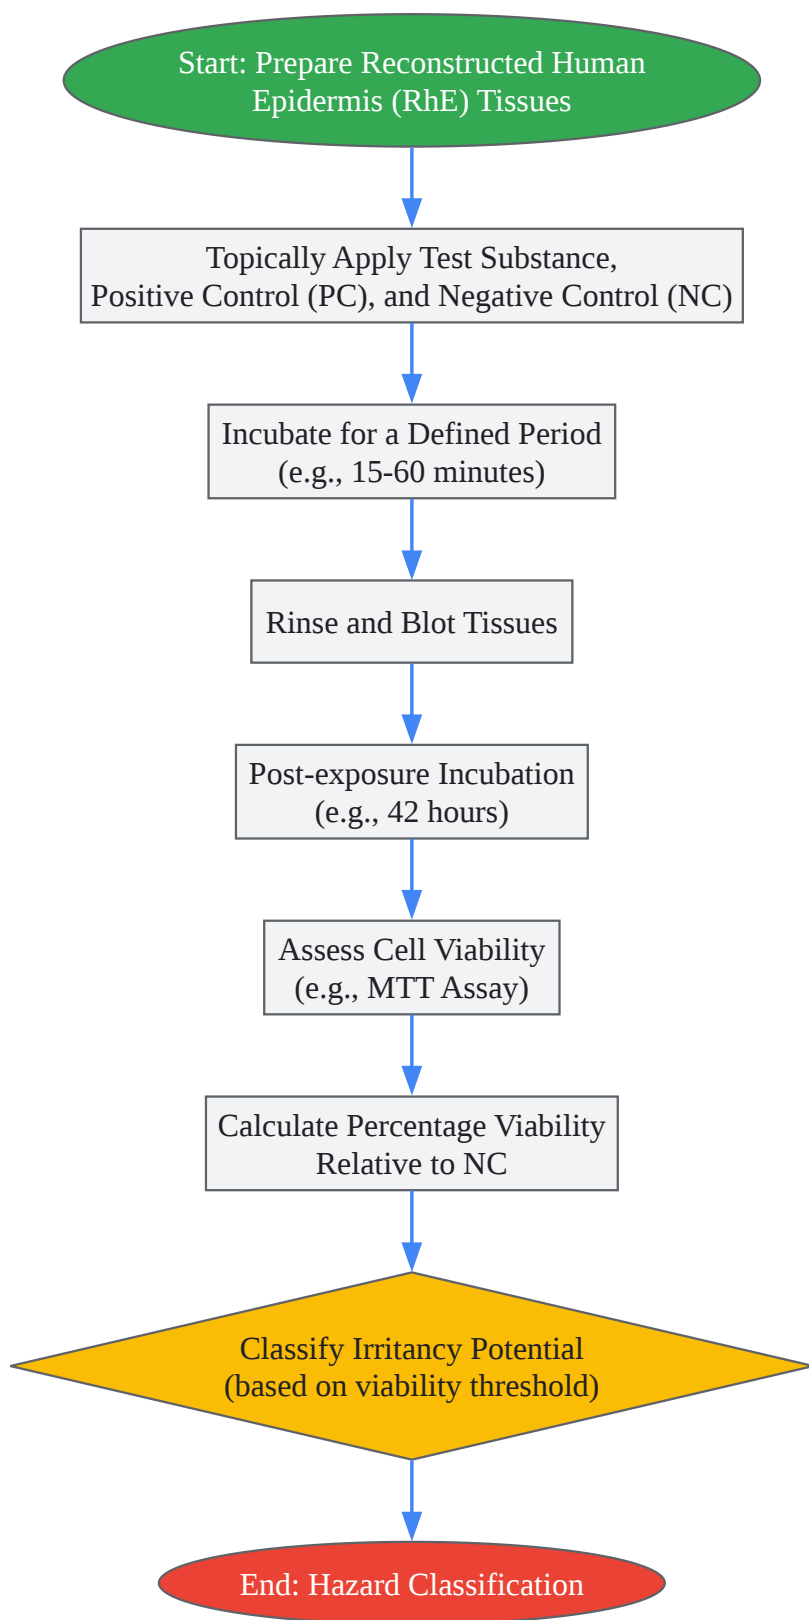 Start: Prepare Reconstructed Human
Epidermis (RhE) Tissues
Topically Apply Test Substance,
Positive Control (PC), and Negative Control (NC)
Incubate for a Defined Period
(e.g., 15-60 minutes)
Rinse and Blot Tissues
Post-exposure Incubation
(e.g., 42 hours)
Assess Cell Viability
(e.g., MTT Assay)
Calculate Percentage Viability
Relative to NC
Classify Irritancy Potential
(based on viability threshold)
End: Hazard Classification